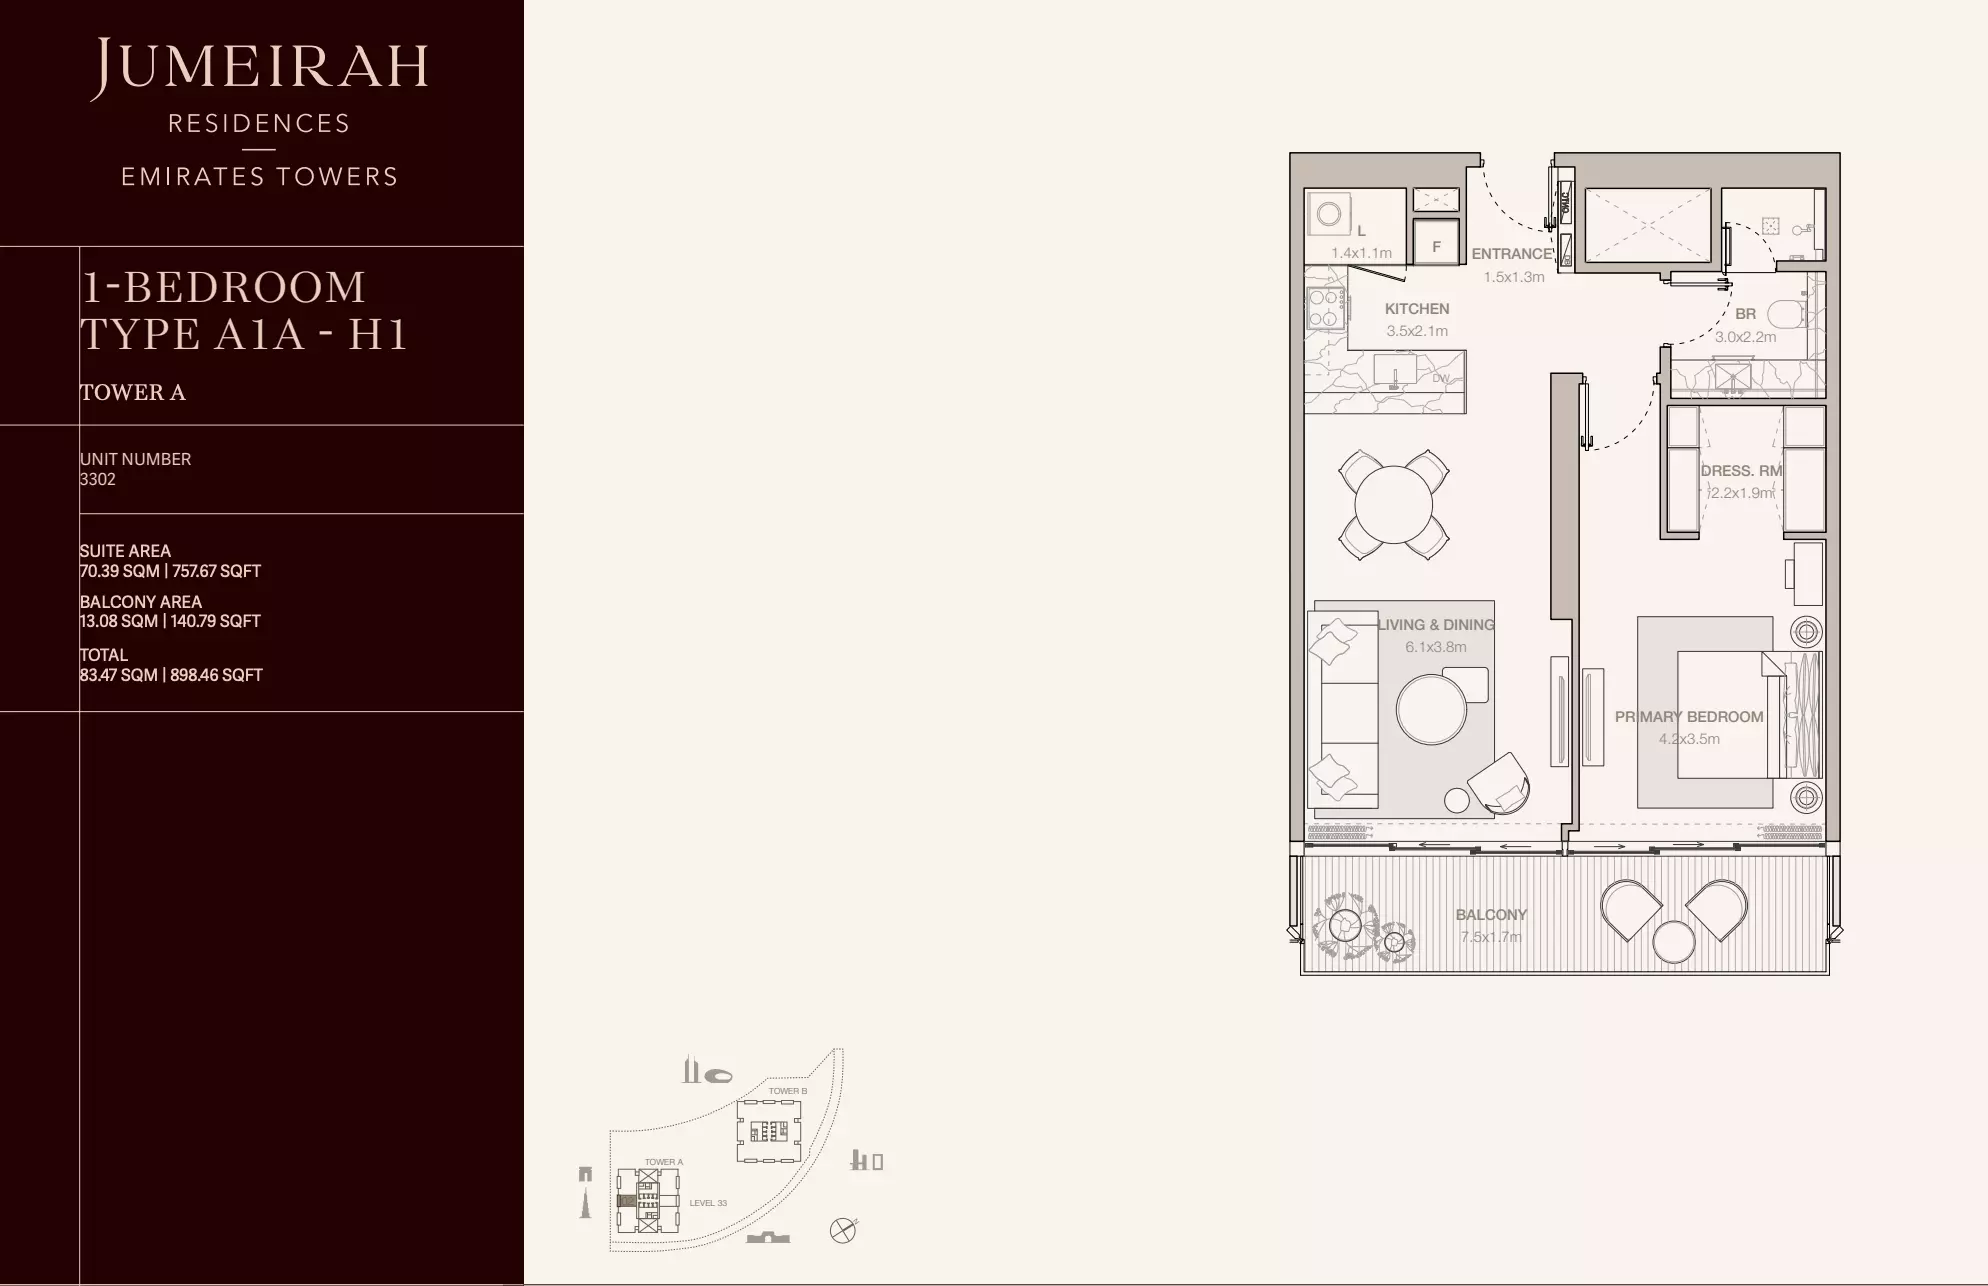 JUMEIRAH
RESIDENCES
EMIRATES TOWERS
1-BEDROOM
TYPE A1A - H1
TOWER A
UNIT NUMBER
3302
SUITE AREA
70.39 SQM | 757.67 SQFT
BALCONY AREA
13.08 SQM | 140.79 SQFT
TOTAL
83.47 SQM | 898.46 SQFT
L
1.4x1.1m
F
ENTRANCE
1.5x1.3m
KITCHEN
3.5x2.1m
DW
BR
3.0x2.2m
DRESS. RM
2.2x1.9m
LIVING & DINING
6.1x3.8m
PRIMARY BEDROOM
4.2x3.5m
BALCONY
7.5x1.7m
TOWER B
TOWER A
LEVEL 33